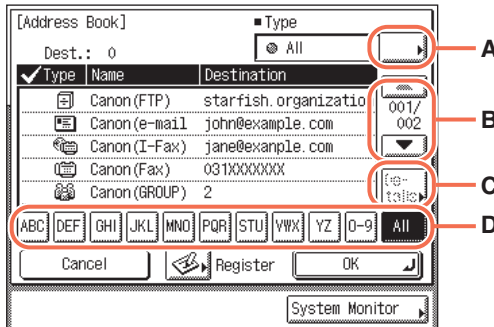 [Address Book]
■Type
Dest.: 0
All
A
Type Name Destination
Canon(FTP) starfish.organizatio
001/
002
B
Canon(e-mail john@example.com
Canon(I-Fax) jane@example.com
Canon(Fax) 031XXXXXXX
Canon(GROUP) 2
C
ABC DEF GHI JKL MNO PQR STU VWX YZ 0-9 All
D
Cancel Register OK
System Monitor